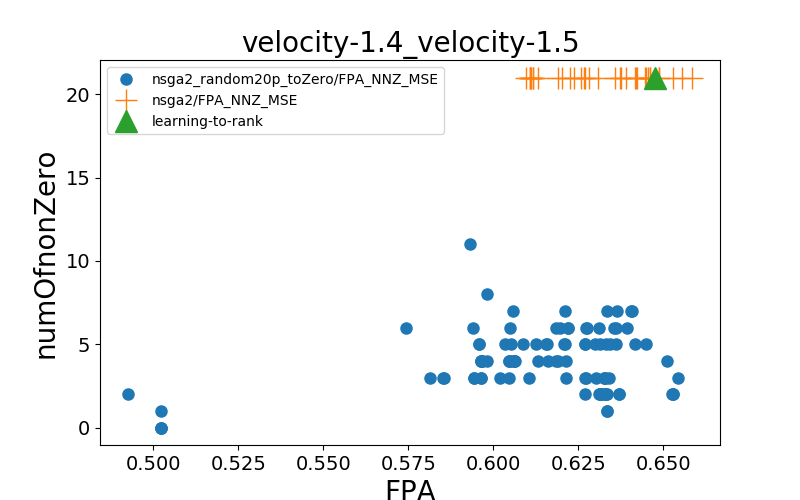 velocity-1.4_velocity-1.5
nsga2_random20p_toZero/FPA_NNZ_MSE
nsga2/FPA_NNZ_MSE
learning-to-rank
numOfnonZero
20
15
10
5
0
0.500 0.525 0.550 0.575 0.600 0.625 0.650
FPA